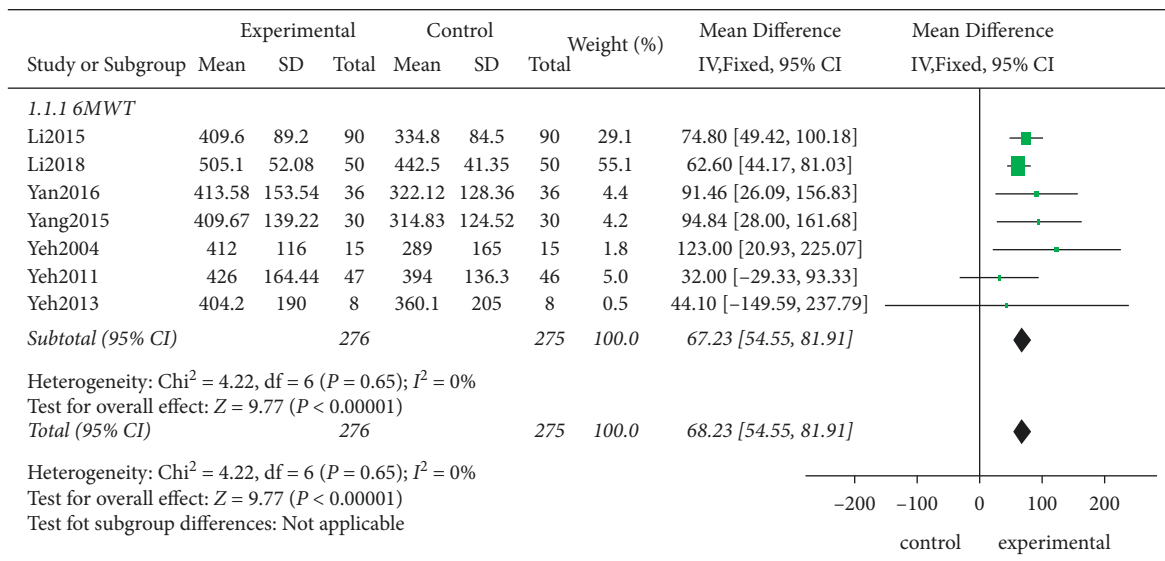 Experimental Control Weight (%) Mean Difference Mean Difference
Study or Subgroup Mean SD Total Mean SD Total IV,Fixed, 95% CI IV,Fixed, 95% CI
1.1.1 6MWT
Li2015 409.6 89.2 90 334.8 84.5 90 29.1 74.80 [49.42, 100.18]
Li2018 505.1 52.08 50 442.5 41.35 50 55.1 62.60 [44.17, 81.03]
Yan2016 413.58 153.54 36 322.12 128.36 36 4.4 91.46 [26.09, 156.83]
Yang2015 409.67 139.22 30 314.83 124.52 30 4.2 94.84 [28.00, 161.68]
Yeh2004 412 116 15 289 165 15 1.8 123.00 [20.93, 225.07]
Yeh2011 426 164.44 47 394 136.3 46 5.0 32.00 [–29.33, 93.33]
Yeh2013 404.2 190 8 360.1 205 8 0.5 44.10 [–149.59, 237.79]
Subtotal (95% CI) 276 275 100.0 67.23 [54.55, 81.91]
Heterogeneity: Chi² = 4.22, df = 6 (P = 0.65); I² = 0%
Test for overall effect: Z = 9.77 (P < 0.00001)
Total (95% CI) 276 275 100.0 68.23 [54.55, 81.91]
Heterogeneity: Chi² = 4.22, df = 6 (P = 0.65); I² = 0%
Test for overall effect: Z = 9.77 (P < 0.00001)
Test fot subgroup differences: Not applicable
–200 –100 0 100 200
control experimental